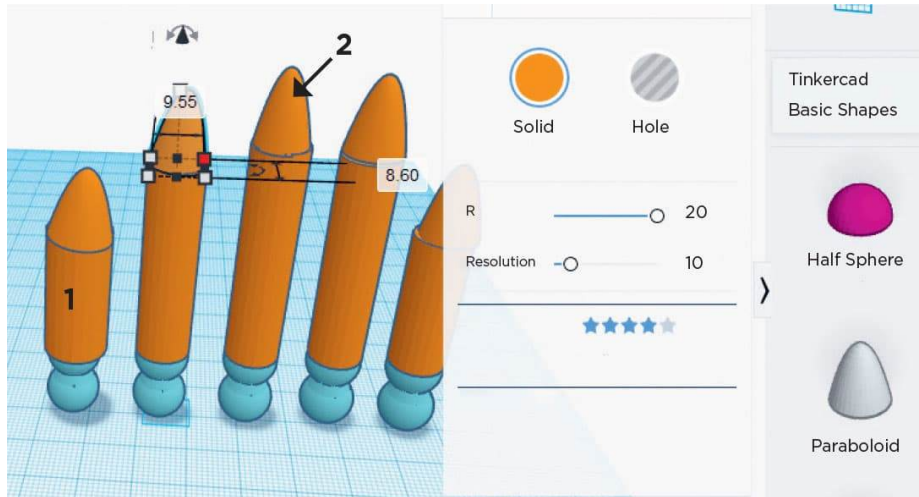 2
9.55
8.60
1
Solid
Hole
R
20
Resolution
10
Tinkercad
Basic Shapes
Half Sphere
Paraboloid